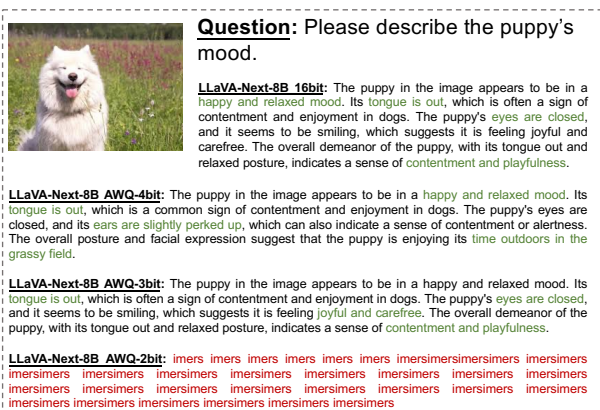 Question: Please describe the puppy's
mood.
LLaVA-Next-8B 16bit: The puppy in the image appears to be in a
happy and relaxed mood. Its tongue is out, which is often a sign of
contentment and enjoyment in dogs. The puppy's eyes are closed,
and it seems to be smiling, which suggests it is feeling joyful and
carefree. The overall demeanor of the puppy, with its tongue out and
relaxed posture, indicates a sense of contentment and playfulness.
LLaVA-Next-8B AWQ-4bit: The puppy in the image appears to be in a happy and relaxed mood. Its
tongue is out, which is a common sign of contentment and enjoyment in dogs. The puppy's eyes are
closed, and its ears are slightly perked up, which can also indicate a sense of contentment or alertness.
The overall posture and facial expression suggest that the puppy is enjoying its time outdoors in the
grassy field.
LLaVA-Next-8B AWQ-3bit: The puppy in the image appears to be in a happy and relaxed mood. Its
tongue is out, which is often a sign of contentment and enjoyment in dogs. The puppy's eyes are closed,
and it seems to be smiling, which suggests it is feeling joyful and carefree. The overall demeanor of the
puppy, with its tongue out and relaxed posture, indicates a sense of contentment and playfulness.
LLaVA-Next-8B AWQ-2bit: imers imers imers imers imers imers imersimersimersimers imersimers
imersimers imersimers imersimers imersimers imersimers imersimers imersimers imersimers
imersimers imersimers imersimers imersimers imersimers imersimers imersimers imersimers
imersimers imersimers imersimers imersimers imersimers imersimers